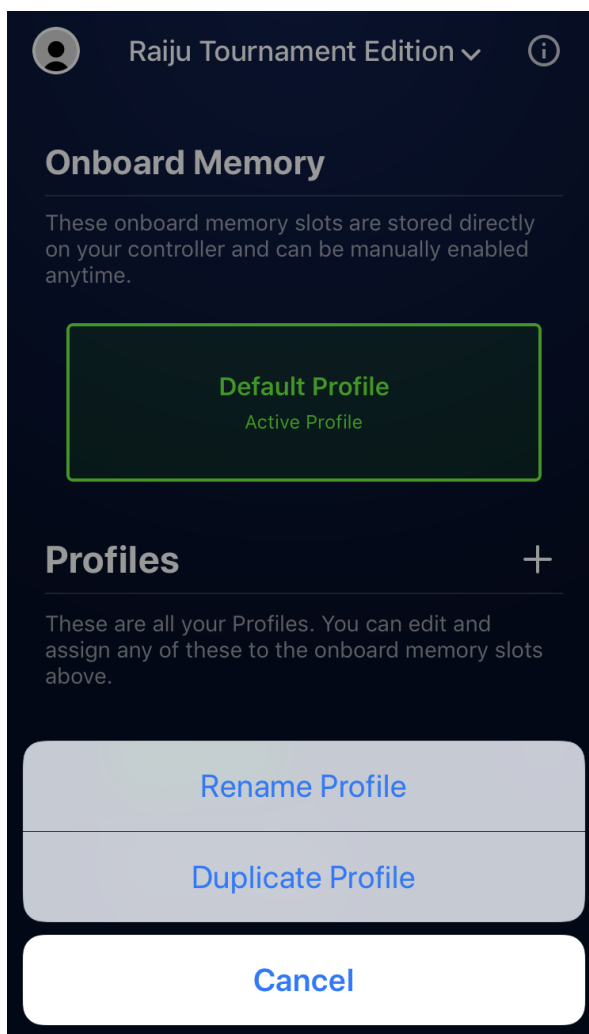 Raiju Tournament Edition
Onboard Memory
These onboard memory slots are stored directly
on your controller and can be manually enabled
anytime.
Default Profile
Active Profile
Profiles
These are all your Profiles. You can edit and
assign any of these to the onboard memory slots
above.
Rename Profile
Duplicate Profile
Cancel